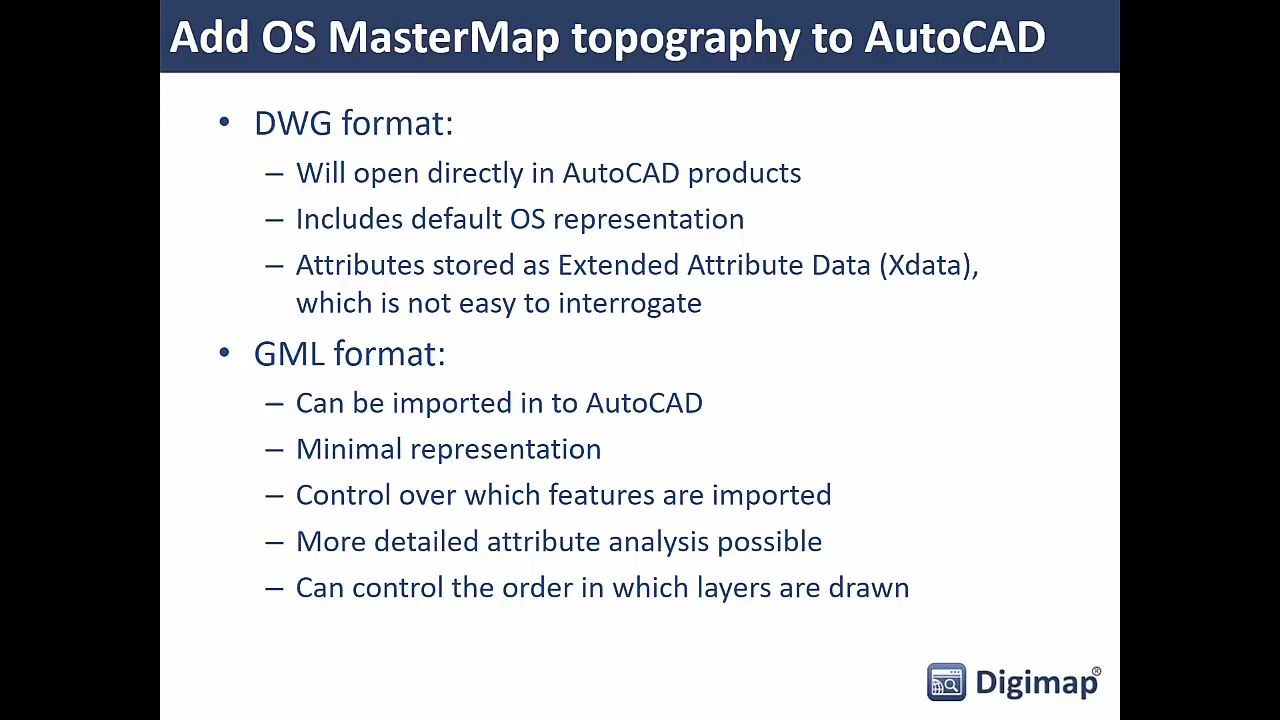 Add OS MasterMap topography to AutoCAD
• DWG format:
– Will open directly in AutoCAD products
– Includes default OS representation
– Attributes stored as Extended Attribute Data (Xdata),
which is not easy to interrogate
• GML format:
– Can be imported in to AutoCAD
– Minimal representation
– Control over which features are imported
– More detailed attribute analysis possible
– Can control the order in which layers are drawn
Digimap®